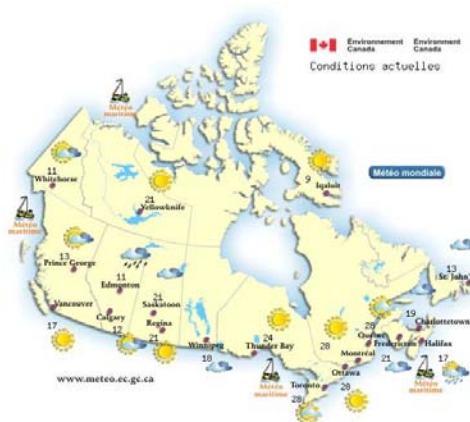 Environnement Canada
Environment Canada
Conditions actuelles
Météo maritime
11
Whitehorse
21
Yellowknife
9
Iqaluit
Météo mondiale
Météo maritime
13
Prince George
11
Edmonton
21
Saskatoon
Vancouver
17
Calgary
12
Regina
21
Winnipeg
18
24
Thunder Bay
28
28
Québec
19
Charlottetown
13
St. John's
Montréal
Ottawa
Fredericton
Halifax
21
17
Toronto
28
28
Météo maritime
Météo maritime
www.meteo.ec.gc.ca